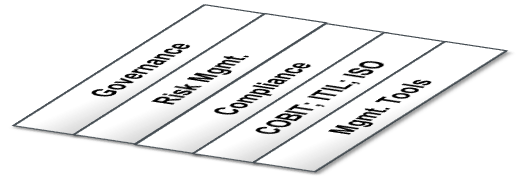 Governance
Risk Mgmt.
Compliance
COBIT; ITIL; ISO
Mgmt. Tools